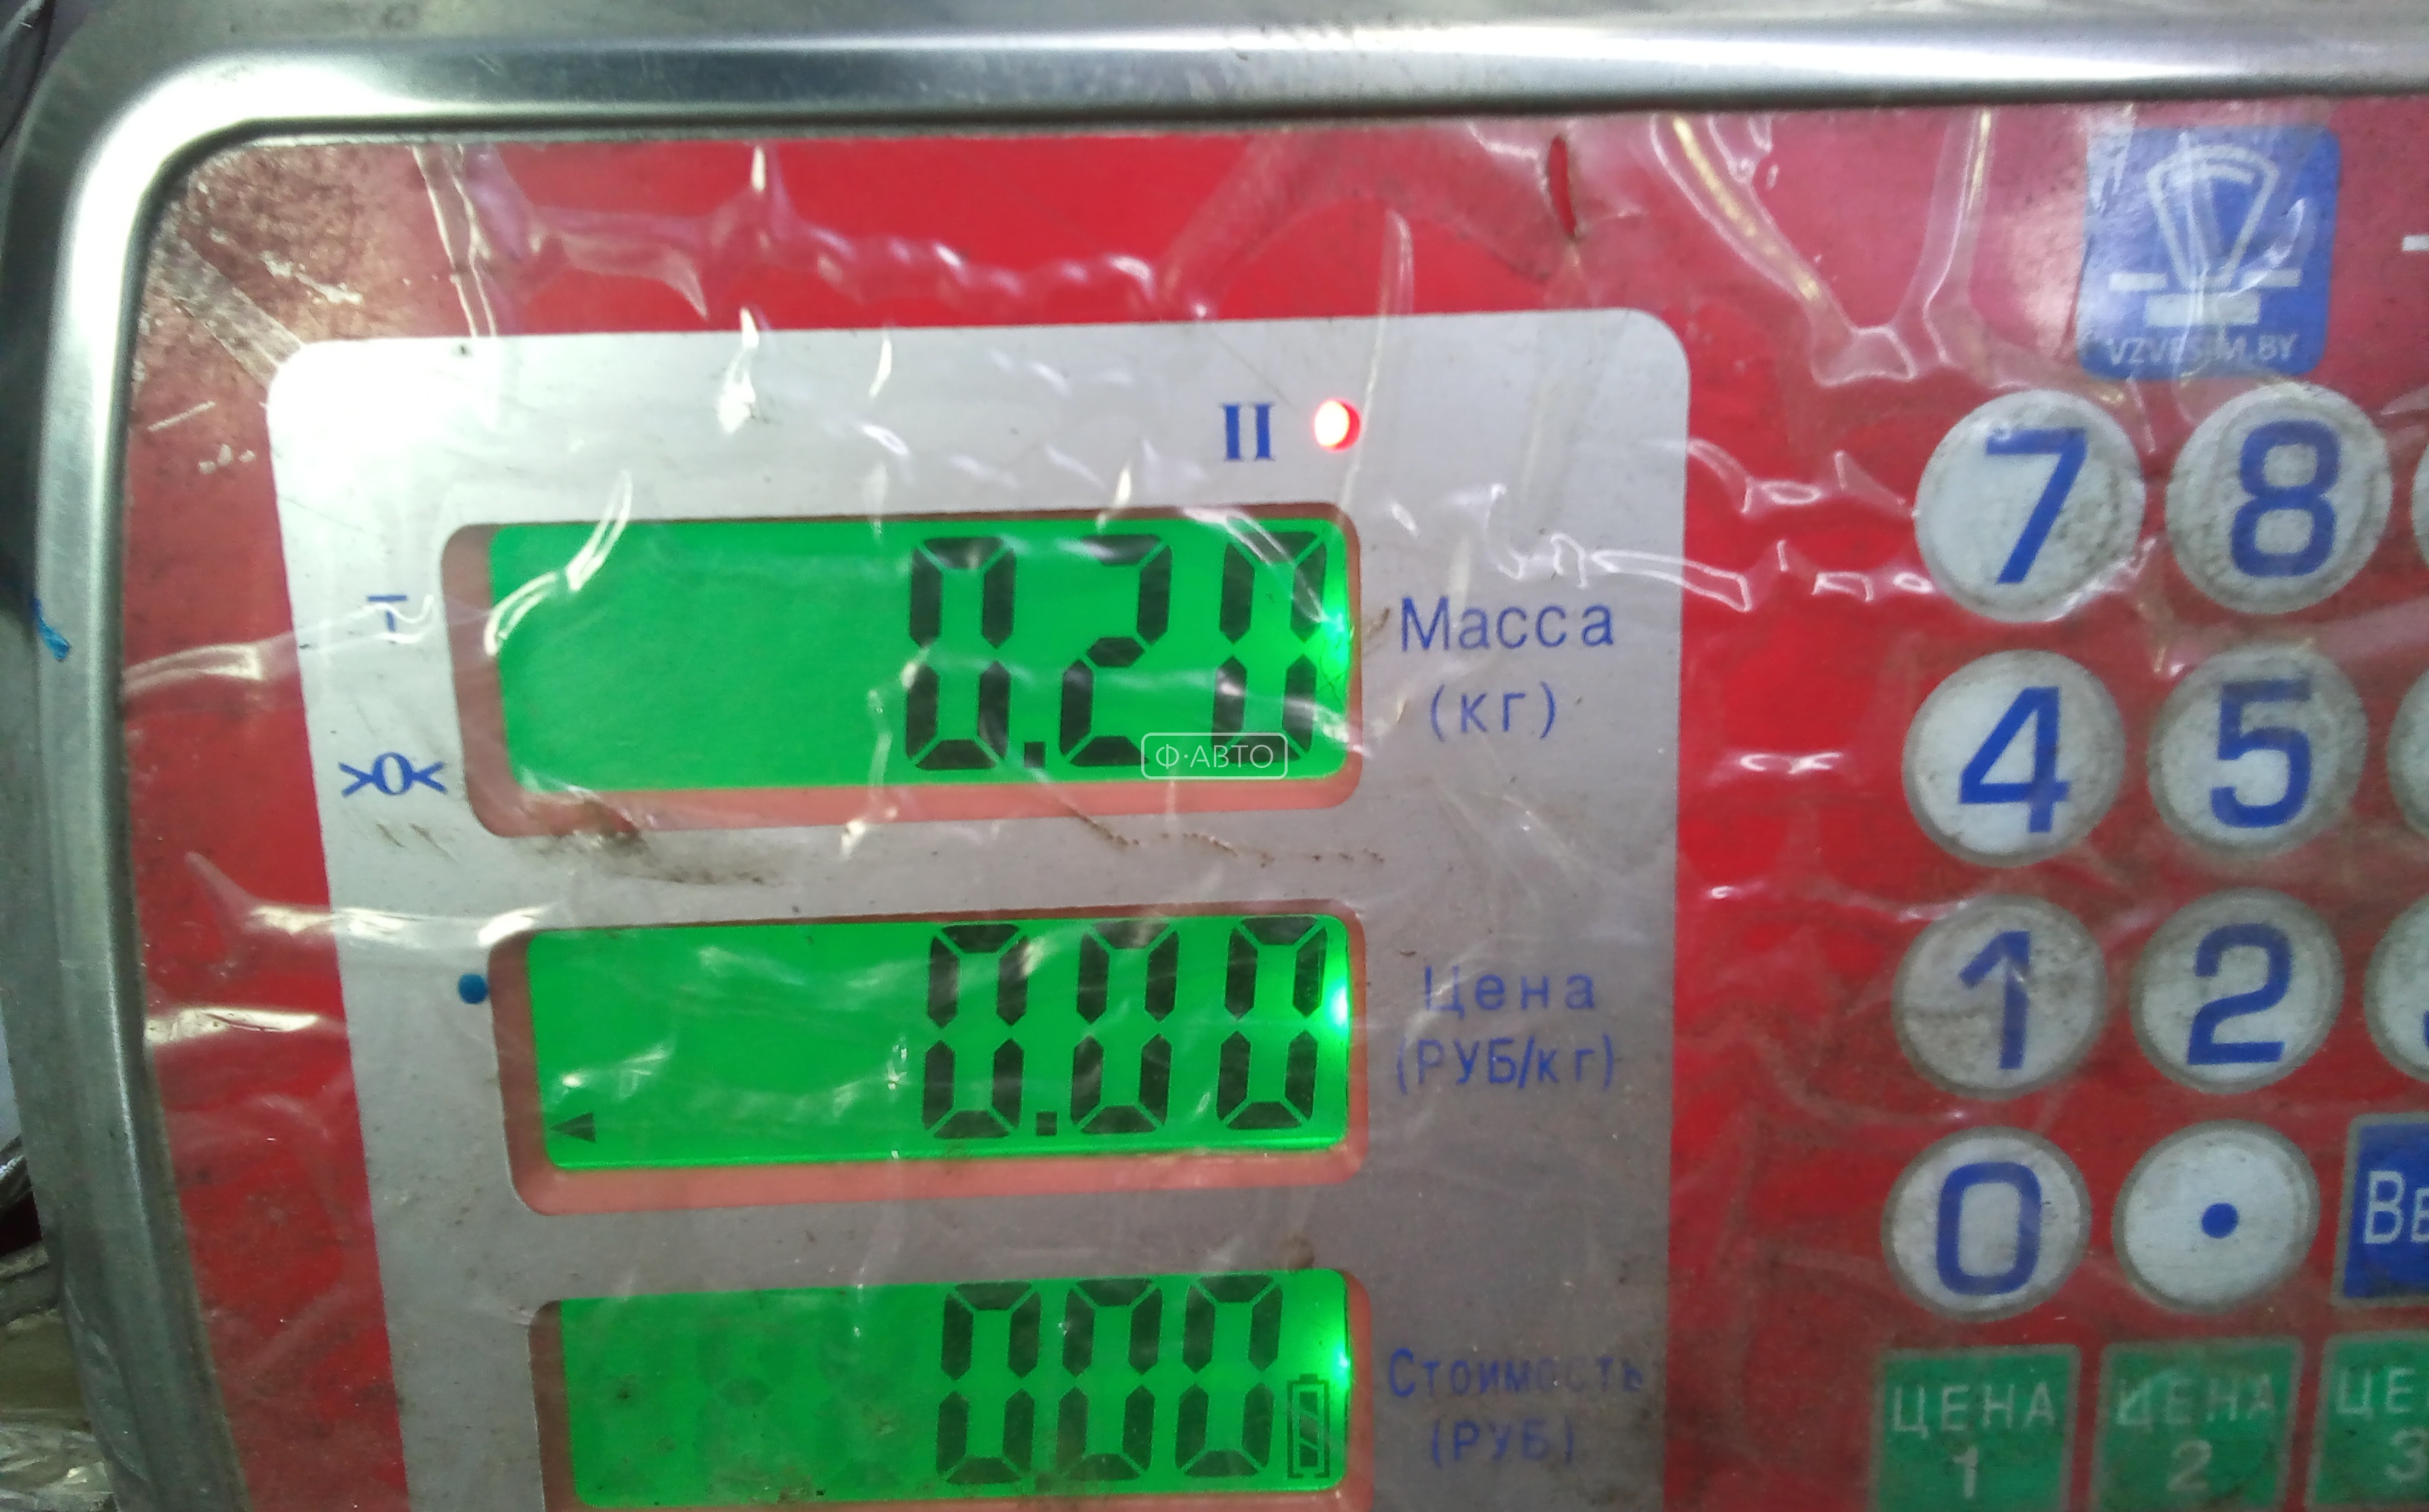 VZVESIM.BY
II
7 8
0.20
Масса
(кг)
Ф·АВТО
>0<
4 5
0.00
Цена
(РУБ/кг)
1 2
000
Стоимость
(РУБ)
0 •
ЦЕНА 1
ЦЕНА 2